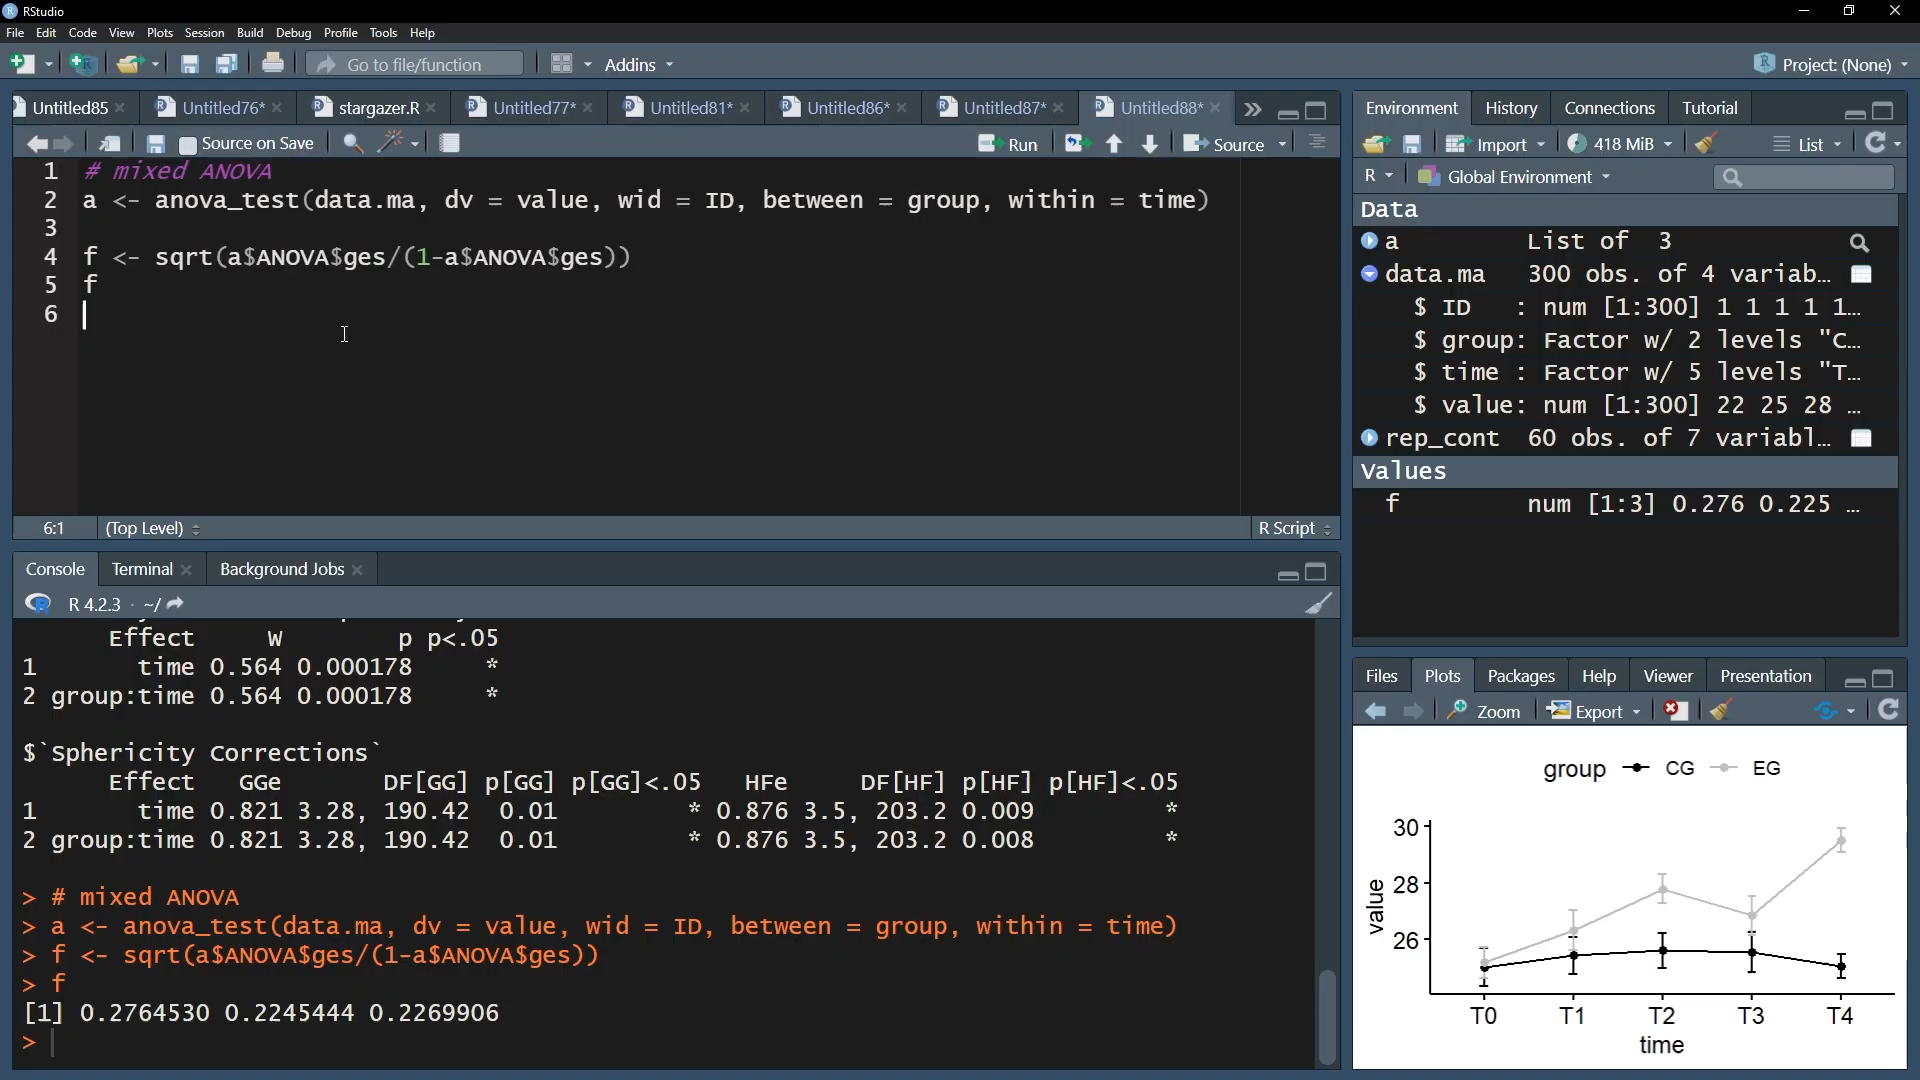 RStudio
File Edit Code View Plots Session Build Debug Profile Tools Help
Go to file/function Addins Project: (None)
Untitled85 Untitled76* stargazer.R Untitled77* Untitled81* Untitled86* Untitled87* Untitled88*
Source on Save Run Source
1 # mixed ANOVA
2 a <- anova_test(data.ma, dv = value, wid = ID, between = group, within = time)
3
4 f <- sqrt(a$ANOVA$ges/(1-a$ANOVA$ges))
5 f
6
6:1 (Top Level) R Script
Console Terminal Background Jobs
R 4.2.3 · ~/
Effect W p p<.05
1 time 0.564 0.000178 *
2 group:time 0.564 0.000178 *
$`Sphericity Corrections`
Effect GGe DF[GG] p[GG] p[GG]<.05 HFe DF[HF] p[HF] p[HF]<.05
1 time 0.821 3.28, 190.42 0.01 * 0.876 3.5, 203.2 0.009 *
2 group:time 0.821 3.28, 190.42 0.01 * 0.876 3.5, 203.2 0.008 *
> # mixed ANOVA
> a <- anova_test(data.ma, dv = value, wid = ID, between = group, within = time)
> f <- sqrt(a$ANOVA$ges/(1-a$ANOVA$ges))
> f
[1] 0.2764530 0.2245444 0.2269906
>
Environment History Connections Tutorial
Import 418 MiB List
R Global Environment
Data
a List of 3
data.ma 300 obs. of 4 variab…
$ ID : num [1:300] 1 1 1 1 1…
$ group: Factor w/ 2 levels "C…
$ time : Factor w/ 5 levels "T…
$ value: num [1:300] 22 25 28 …
rep_cont 60 obs. of 7 variabl…
Values
f num [1:3] 0.276 0.225 …
Files Plots Packages Help Viewer Presentation
Zoom Export
group CG EG
30
28
26
value
T0 T1 T2 T3 T4
time